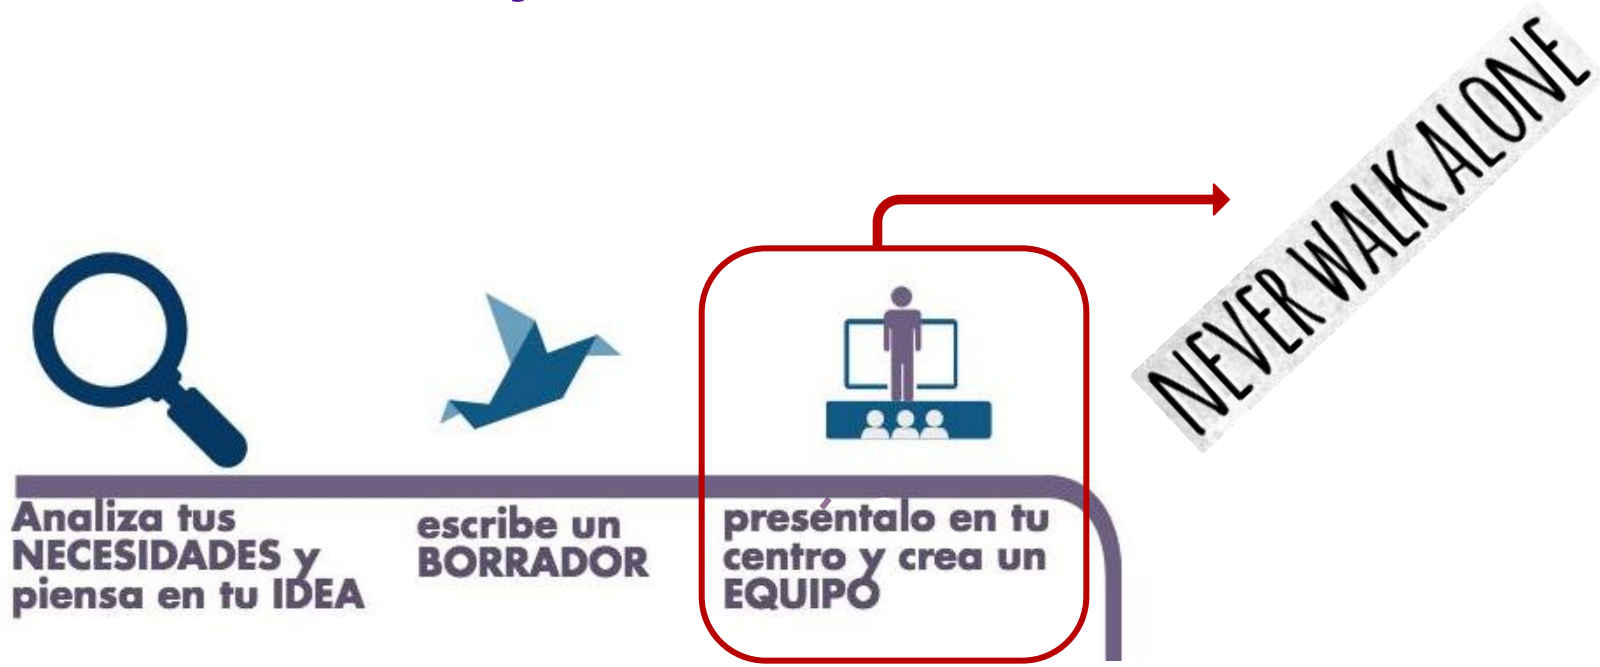 NEVER WALK ALONE
Analiza tus
NECESIDADES y
piensa en tu IDEA
escribe un
BORRADOR
preséntalo en tu
centro y crea un
EQUIPO